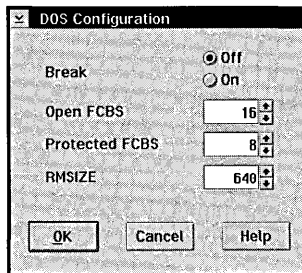 DOS Configuration
Break
Off
On
Open FCBS 16
Protected FCBS 8
RMSIZE 640
OK Cancel Help